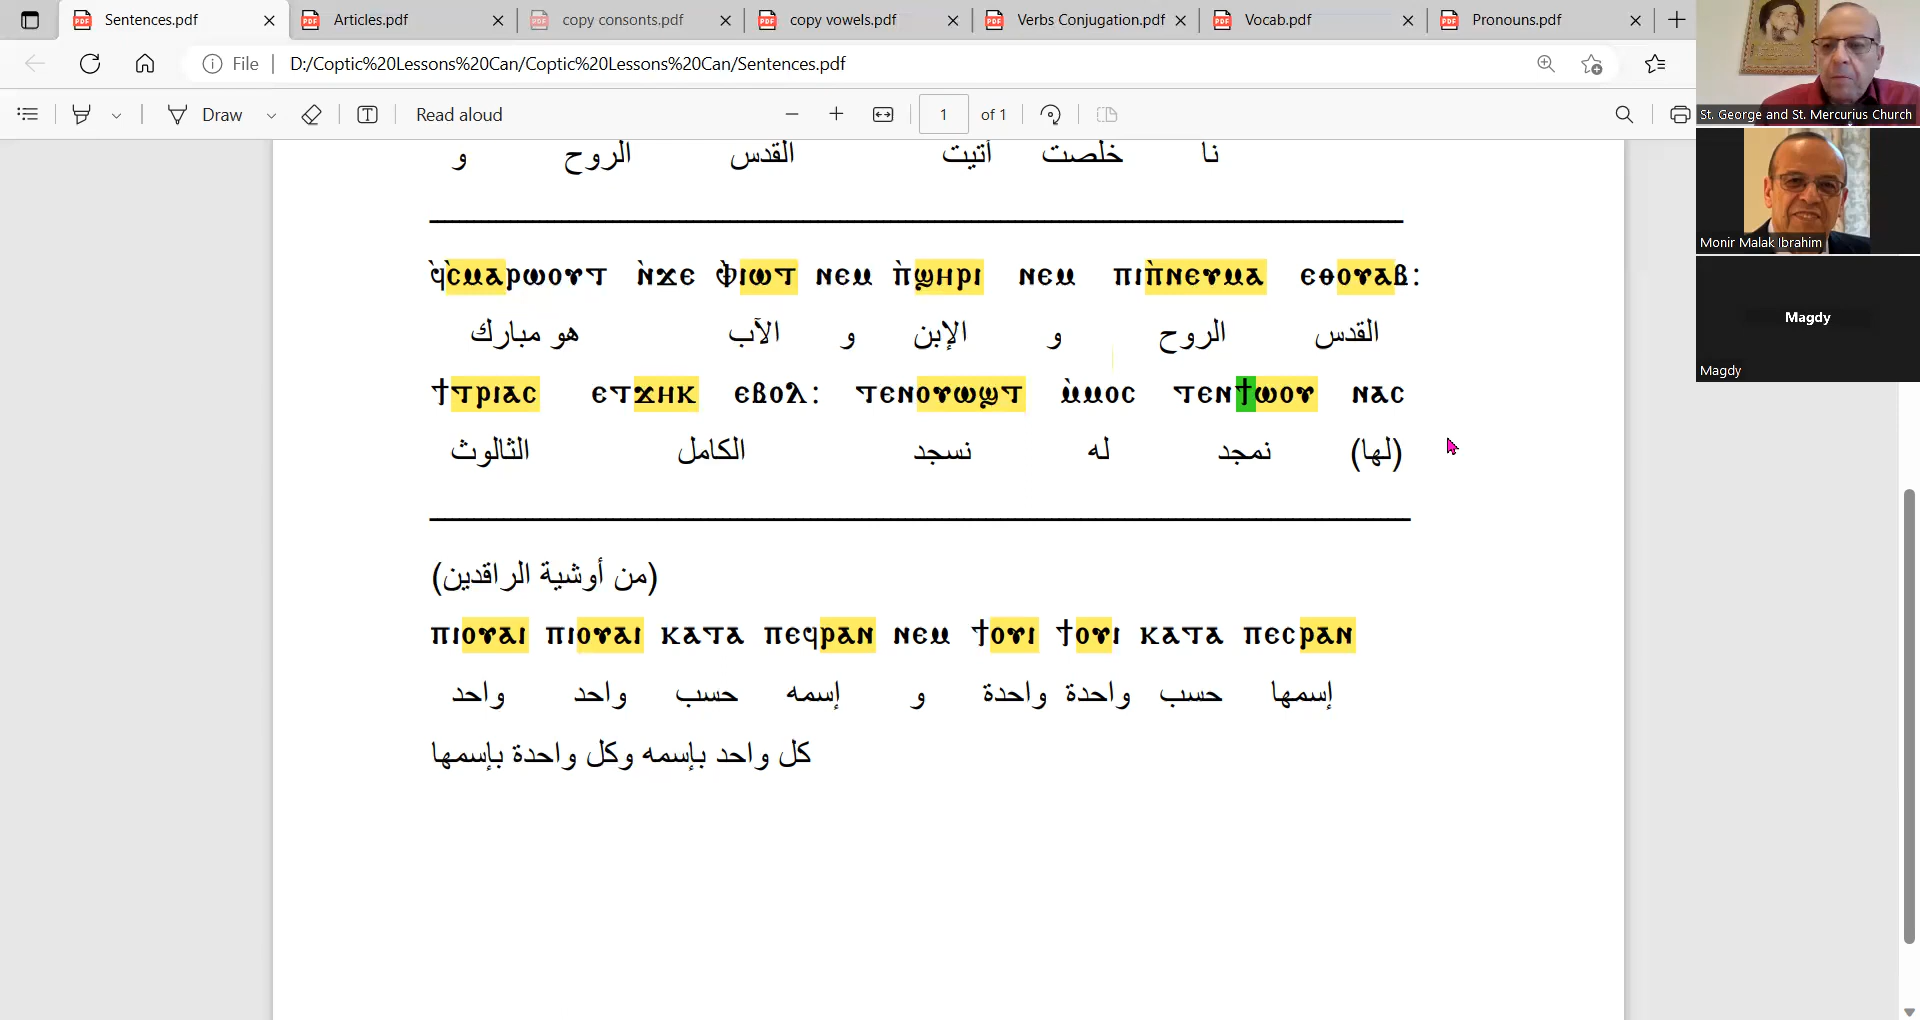 Sentences.pdf Articles.pdf copy consonts.pdf copy vowels.pdf Verbs Conjugation.pdf Vocab.pdf Pronouns.pdf
File D:/Coptic%20Lessons%20Can/Coptic%20Lessons%20Can/Sentences.pdf
Draw Read aloud 1 of 1
St. George and St. Mercurius Church
Monir Malak Ibrahim
Magdy
Magdy
و الروح القدس أتيت خلصت نا
ϥ̀ⲥ̀ⲙⲁⲣⲱⲟⲩⲧ ⲛ̀ϫⲉ ⲫ̀ⲓⲱⲧ ⲛⲉⲙ ⲡ̀ϣⲏⲣⲓ ⲛⲉⲙ ⲡⲓⲡ̀ⲛⲉⲩⲙⲁ ⲉⲑⲟⲩⲁⲃ:
هو مبارك الآب و الإبن و الروح القدس
ϯⲧⲣⲓⲁⲥ ⲉⲧϫⲏⲕ ⲉⲃⲟⲗ: ⲧⲉⲛⲟⲩⲱϣⲧ ⲙ̀ⲙⲟⲥ ⲧⲉⲛϯⲱⲟⲩ ⲛⲁⲥ
الثالوث الكامل نسجد له نمجد (لها)
(من أوشية الراقدين)
ⲡⲓⲟⲩⲁⲓ ⲡⲓⲟⲩⲁⲓ ⲕⲁⲧⲁ ⲡⲉϥⲣⲁⲛ ⲛⲉⲙ ϯⲟⲩⲓ ϯⲟⲩⲓ ⲕⲁⲧⲁ ⲡⲉⲥⲣⲁⲛ
واحد واحد حسب إسمه و واحدة واحدة حسب إسمها
كل واحد بإسمه وكل واحدة بإسمها